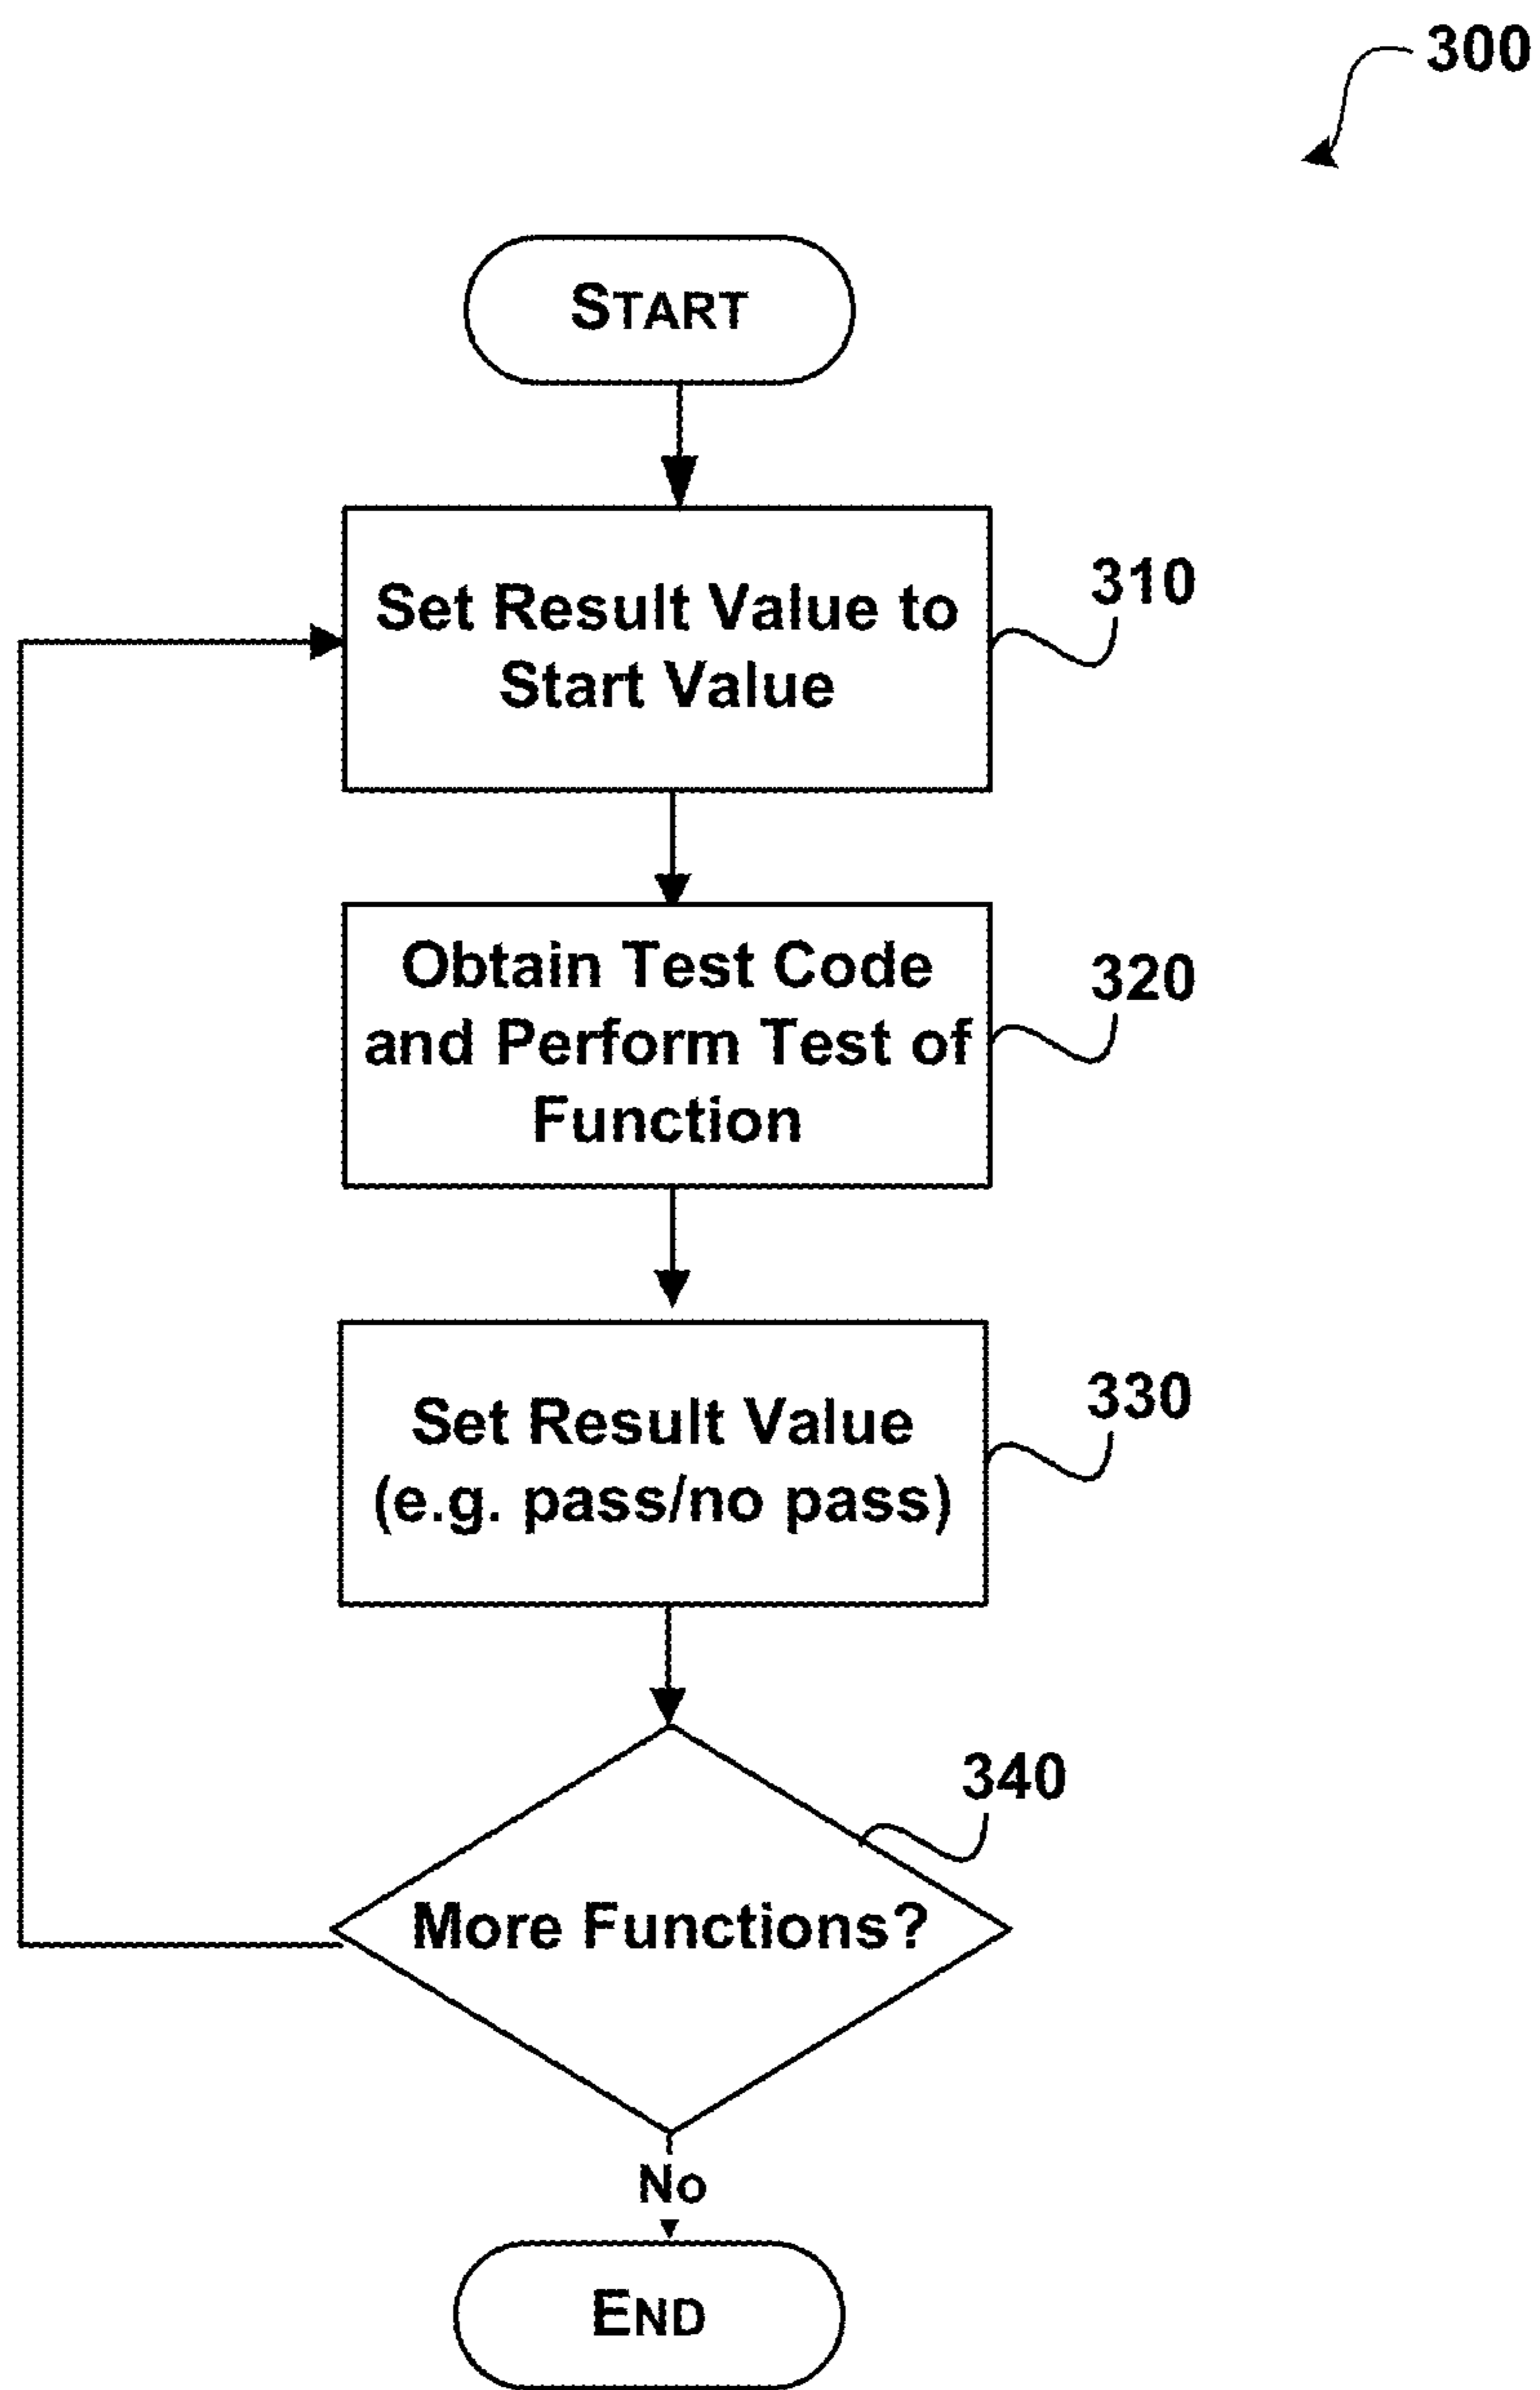 300
START
Set Result Value to
Start Value
310
Obtain Test Code
and Perform Test of
Function
320
Set Result Value
(e.g. pass/no pass)
330
340
More Functions?
No
END